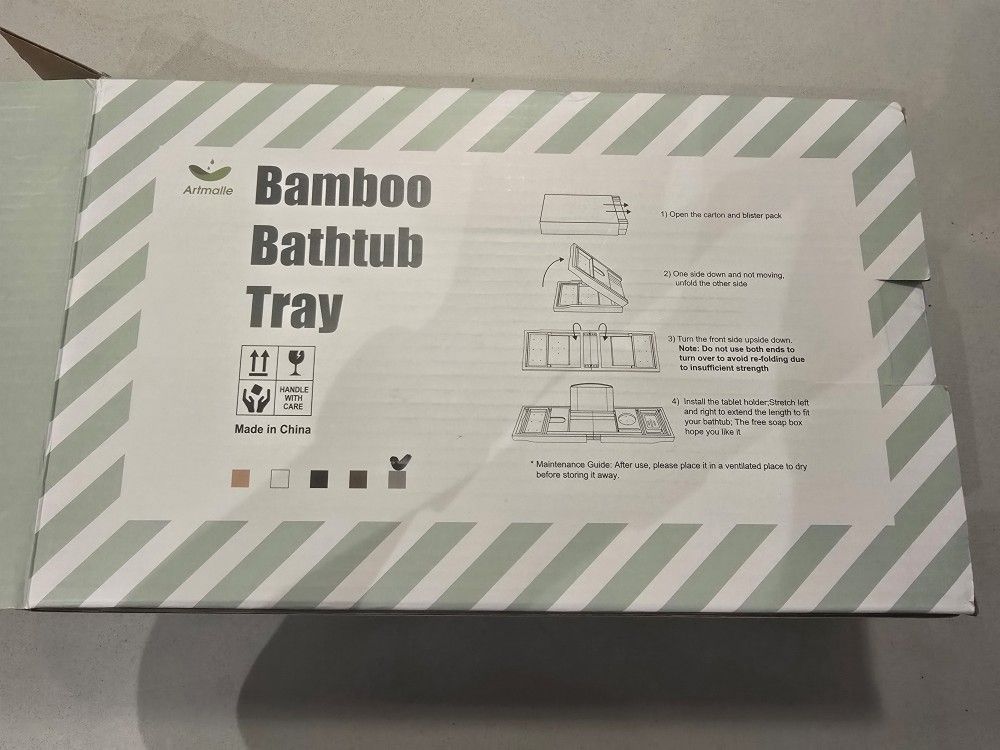 Artmalle
Bamboo
Bathtub
Tray
HANDLE
WITH
CARE
Made in China
1) Open the carton and blister pack
2) One side down and not moving,
unfold the other side
3) Turn the front side upside down.
Note: Do not use both ends to
turn over to avoid re-folding due
to insufficient strength
4) Install the tablet holder;Stretch left
and right to extend the length to fit
your bathtub; The free soap box
hope you like it
* Maintenance Guide: After use, please place it in a ventilated place to dry
before storing it away.